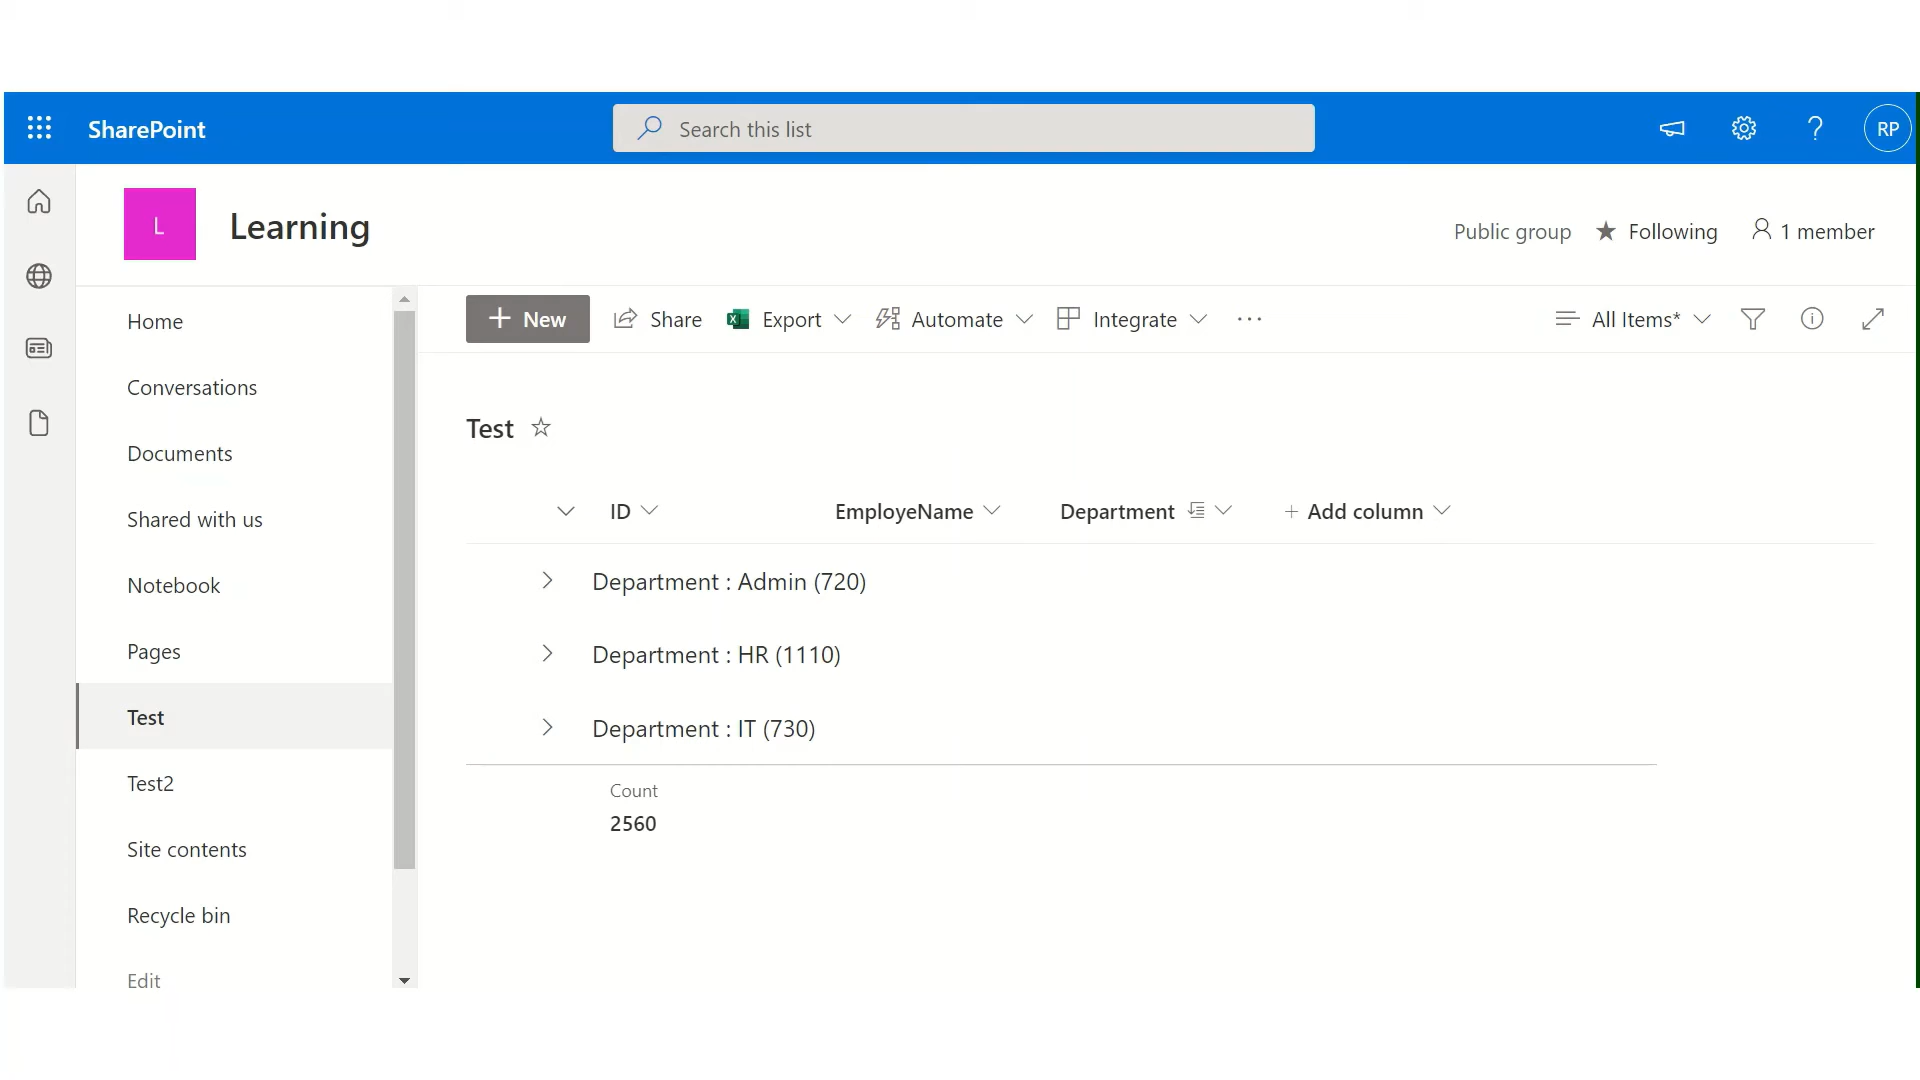 SharePoint
Search this list
RP
L
Learning
Public group
Following
1 member
Home
Conversations
Documents
Shared with us
Notebook
Pages
Test
Test2
Site contents
Recycle bin
Edit
+ New
Share
Export
Automate
Integrate
...
All Items*
Test
ID
EmployeName
Department
+ Add column
Department : Admin (720)
Department : HR (1110)
Department : IT (730)
Count
2560